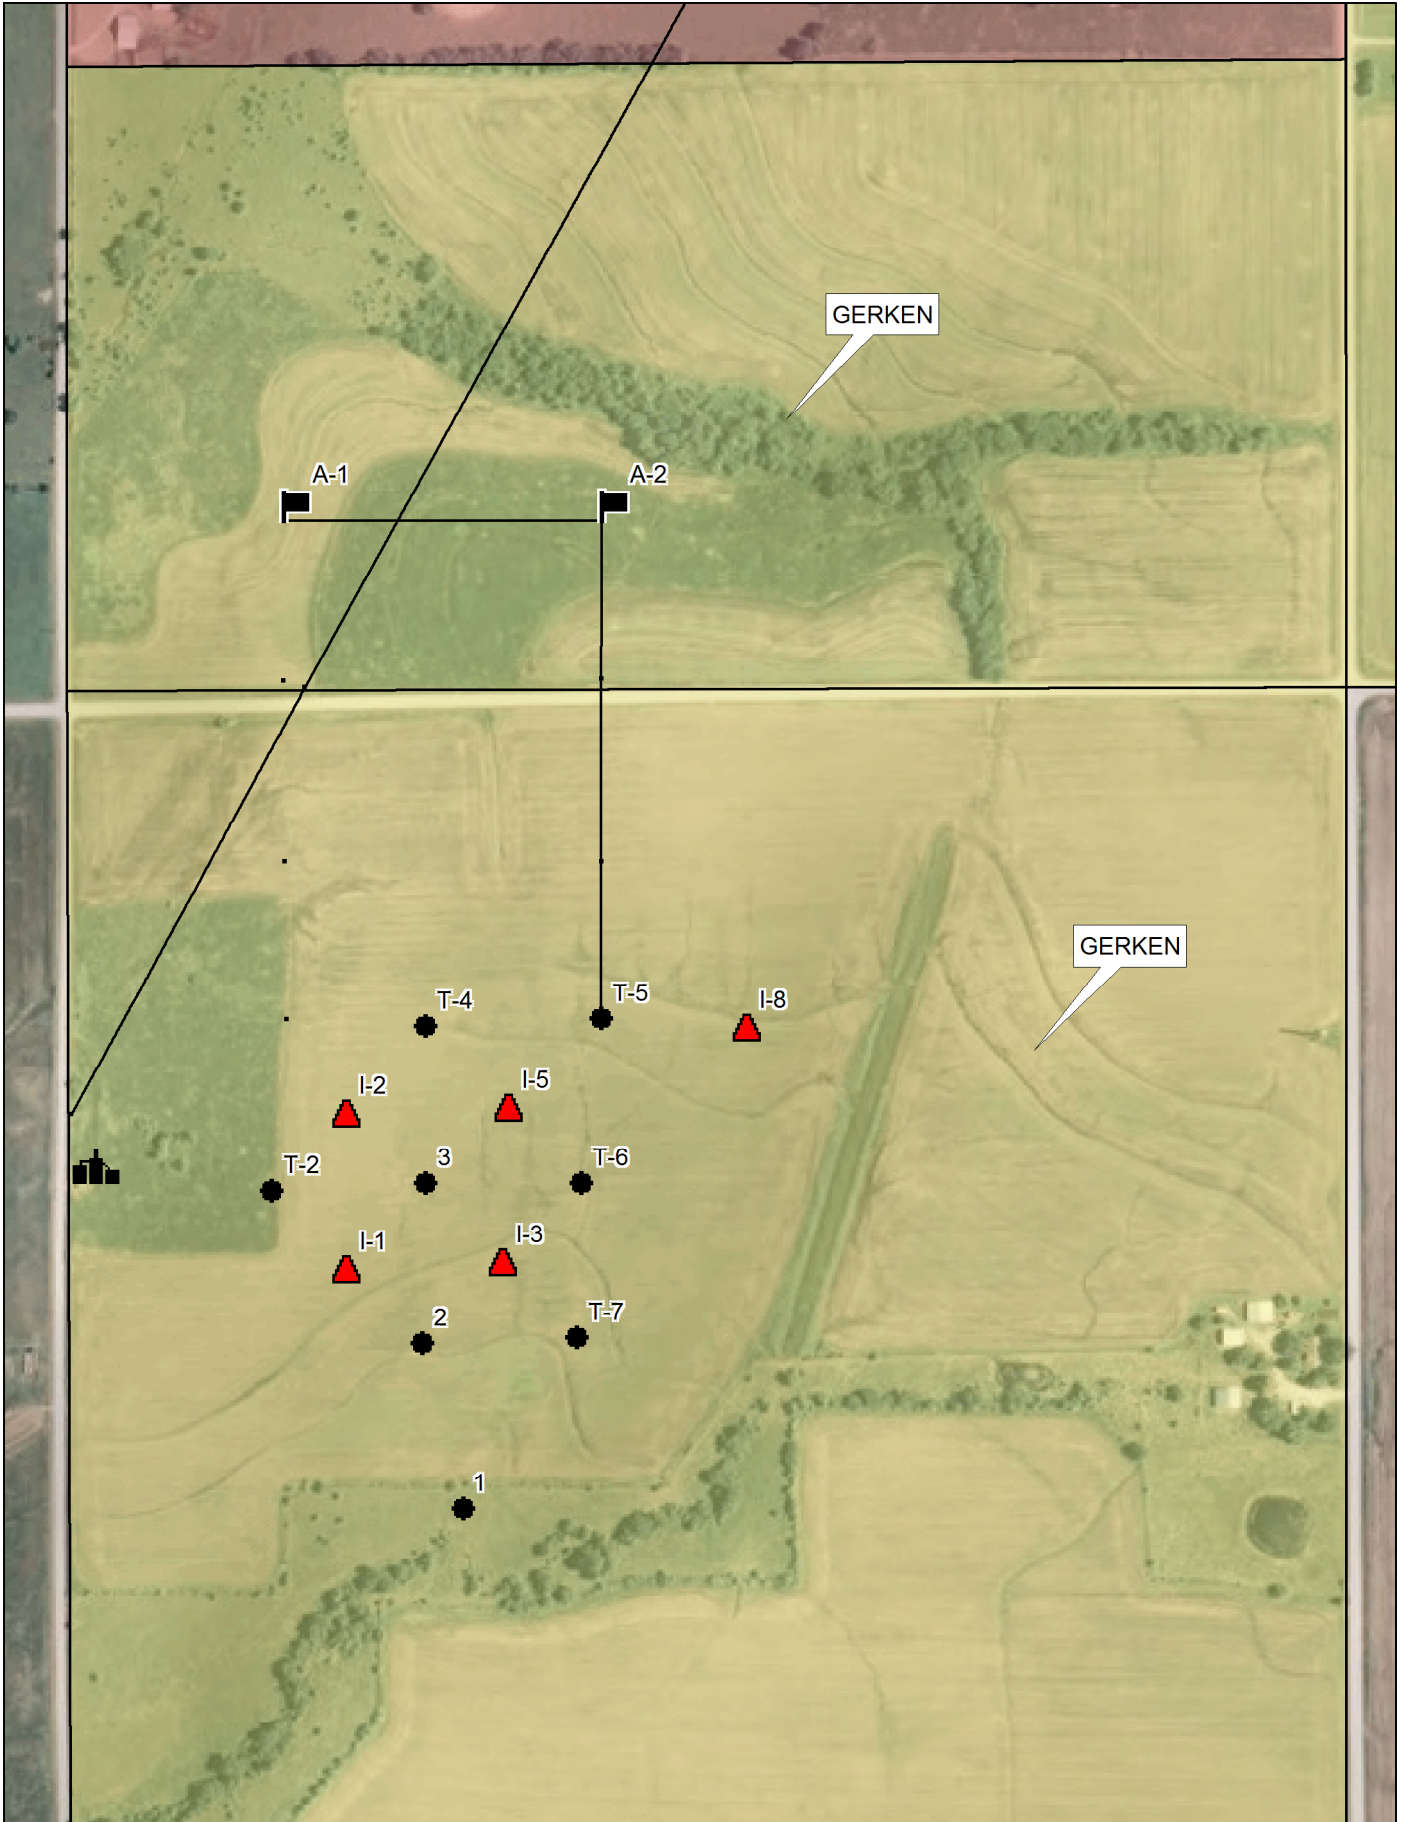 GERKEN
A-1
A-2
GERKEN
T-4
T-5
I-8
I-2
I-5
T-2
3
T-6
I-1
I-3
2
T-7
1